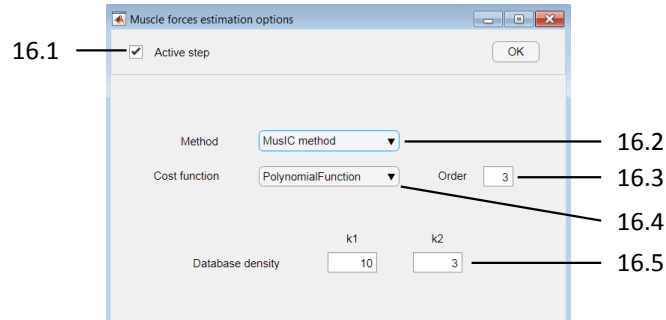 Muscle forces estimation options
16.1
Active step
OK
Method
MusIC method
16.2
Cost function
PolynomialFunction
Order
3
16.3
16.4
k1
k2
Database density
10
3
16.5